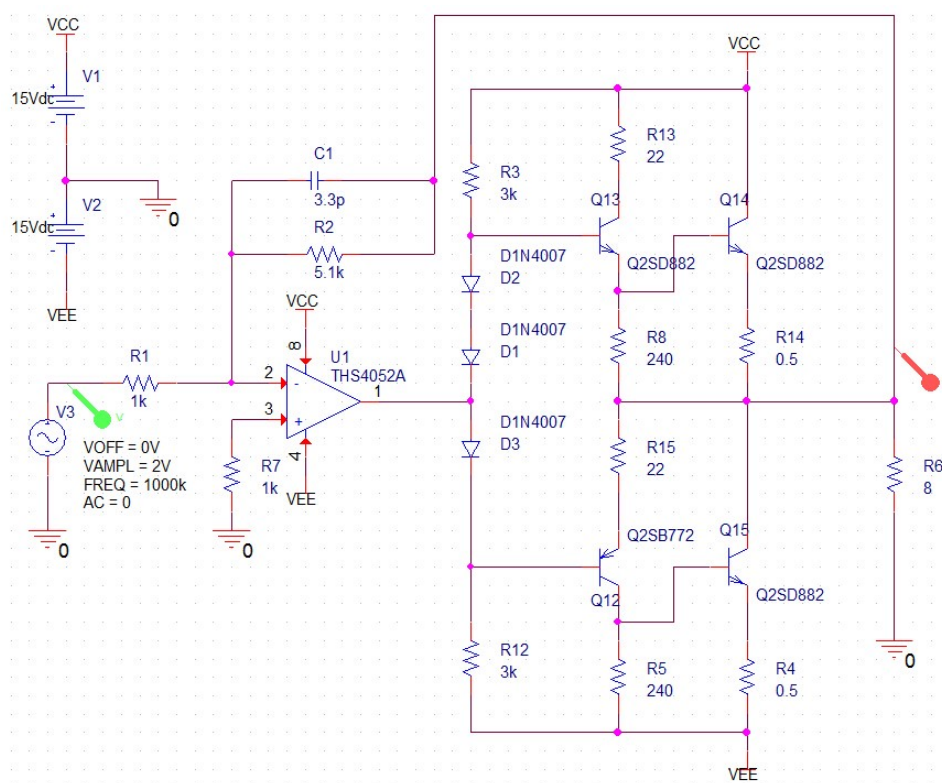 VCC
V1
15Vdc
+
-
V2
15Vdc
+
-
0
VEE
C1
3.3p
R2
5.1k
VCC
8
U1
THS4052A
2
-
1
3
+
4
VEE
R1
1k
V3
+
-
V
VOFF = 0V
VAMPL = 2V
FREQ = 1000k
AC = 0
0
R7
1k
0
VCC
R3
3k
R13
22
Q13
Q2SD882
Q14
Q2SD882
D1N4007
D2
D1N4007
D1
D1N4007
D3
R8
240
R14
0.5
R15
22
R6
8
Q2SB772
Q12
Q15
Q2SD882
R12
3k
R5
240
R4
0.5
0
VEE